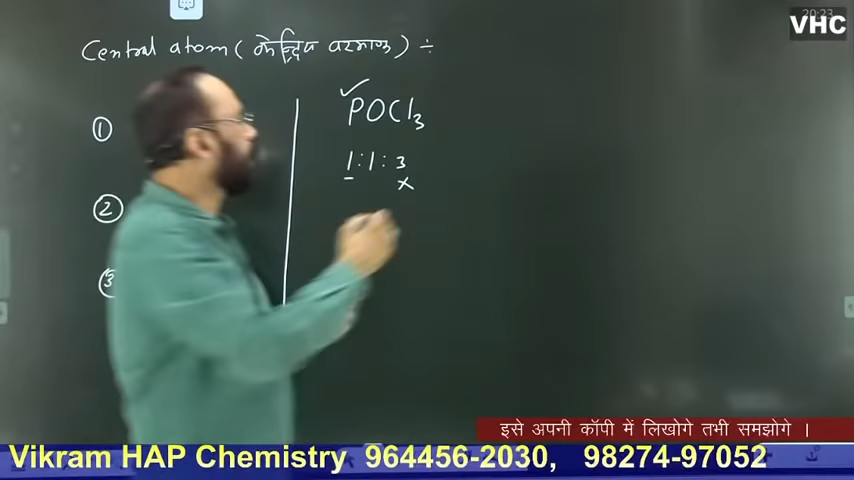 20:23
VHC
Central atom (केन्द्रिय परमाणु) ÷
①
②
③
POCl₃
1:1:3
x
इसे अपनी कॉपी में लिखोगे तभी समझोगे ।
Vikram HAP Chemistry 964456-2030, 98274-97052